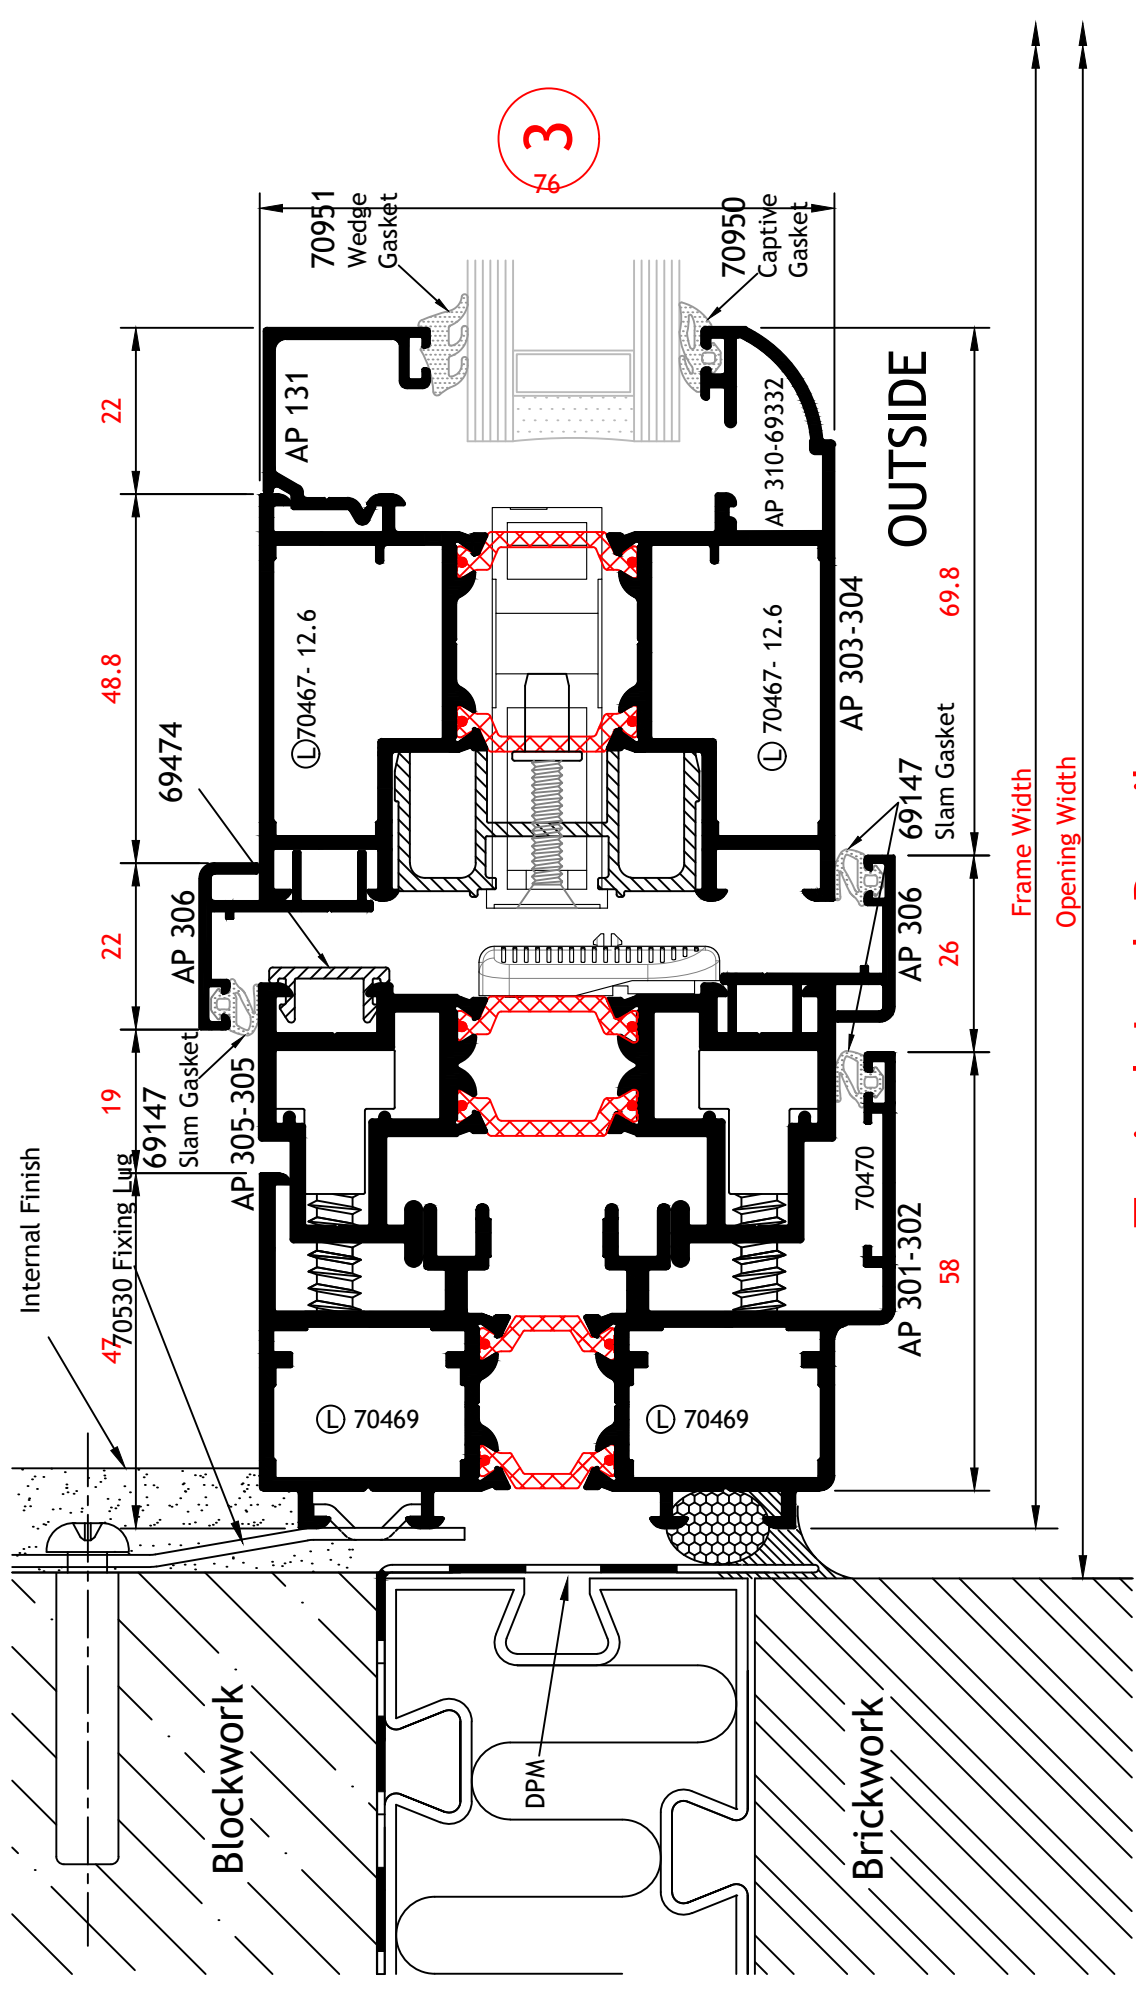 3
76
70951
Wedge
Gasket
70950
Captive
Gasket
22
48.8
22
19
47
AP 131
AP 310-69332
OUTSIDE
L 70467- 12.6
L 70467- 12.6
AP 303-304
69.8
69474
69147
Slam Gasket
AP 306
AP 306
26
Frame Width
Opening Width
69147
Slam Gasket
AP 305-305
70470
AP 301-302
58
Internal Finish
70530 Fixing Lug
L 70469
L 70469
Blockwork
DPM
Brickwork